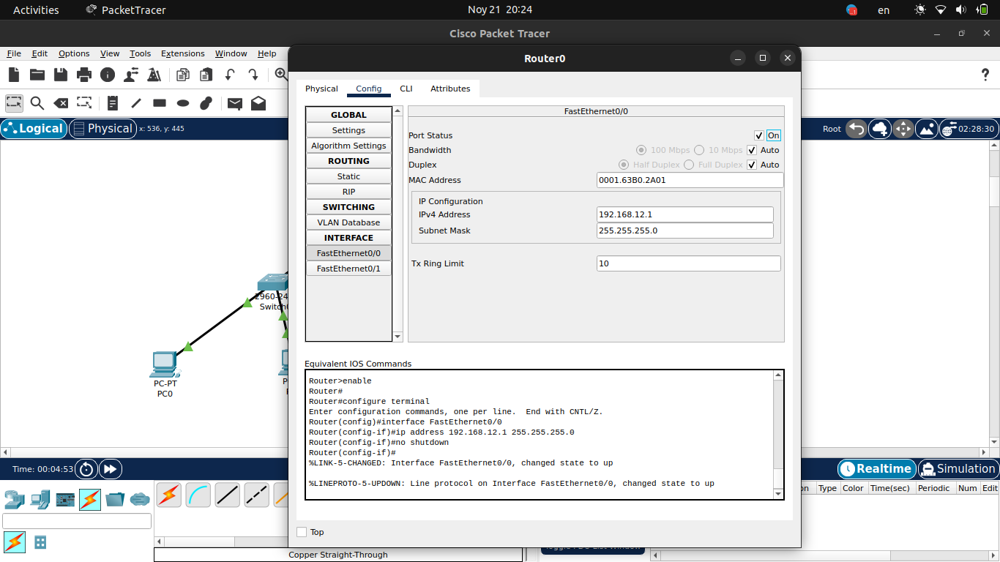 Activities PacketTracer Noy 21 20:24 en
Cisco Packet Tracer
File Edit Options View Tools Extensions Window Help
Router0
Physical Config CLI Attributes
Logical Physical x: 536, y: 445
Root 02:28:30
GLOBAL
Settings
Algorithm Settings
ROUTING
Static
RIP
SWITCHING
VLAN Database
INTERFACE
FastEthernet0/0
FastEthernet0/1
FastEthernet0/0
Port Status On
Bandwidth 100 Mbps 10 Mbps Auto
Duplex Half Duplex Full Duplex Auto
MAC Address 0001.63B0.2A01
IP Configuration
IPv4 Address 192.168.12.1
Subnet Mask 255.255.255.0
Tx Ring Limit 10
2960-24
Switch
PC-PT
PC0
Equivalent IOS Commands
Router>enable
Router#
Router#configure terminal
Enter configuration commands, one per line. End with CNTL/Z.
Router(config)#interface FastEthernet0/0
Router(config-if)#ip address 192.168.12.1 255.255.255.0
Router(config-if)#no shutdown
Router(config-if)#
%LINK-5-CHANGED: Interface FastEthernet0/0, changed state to up
%LINEPROTO-5-UPDOWN: Line protocol on Interface FastEthernet0/0, changed state to up
Top
Time: 00:04:53 Realtime Simulation
Type Color Time(sec) Periodic Num Edit
Copper Straight-Through